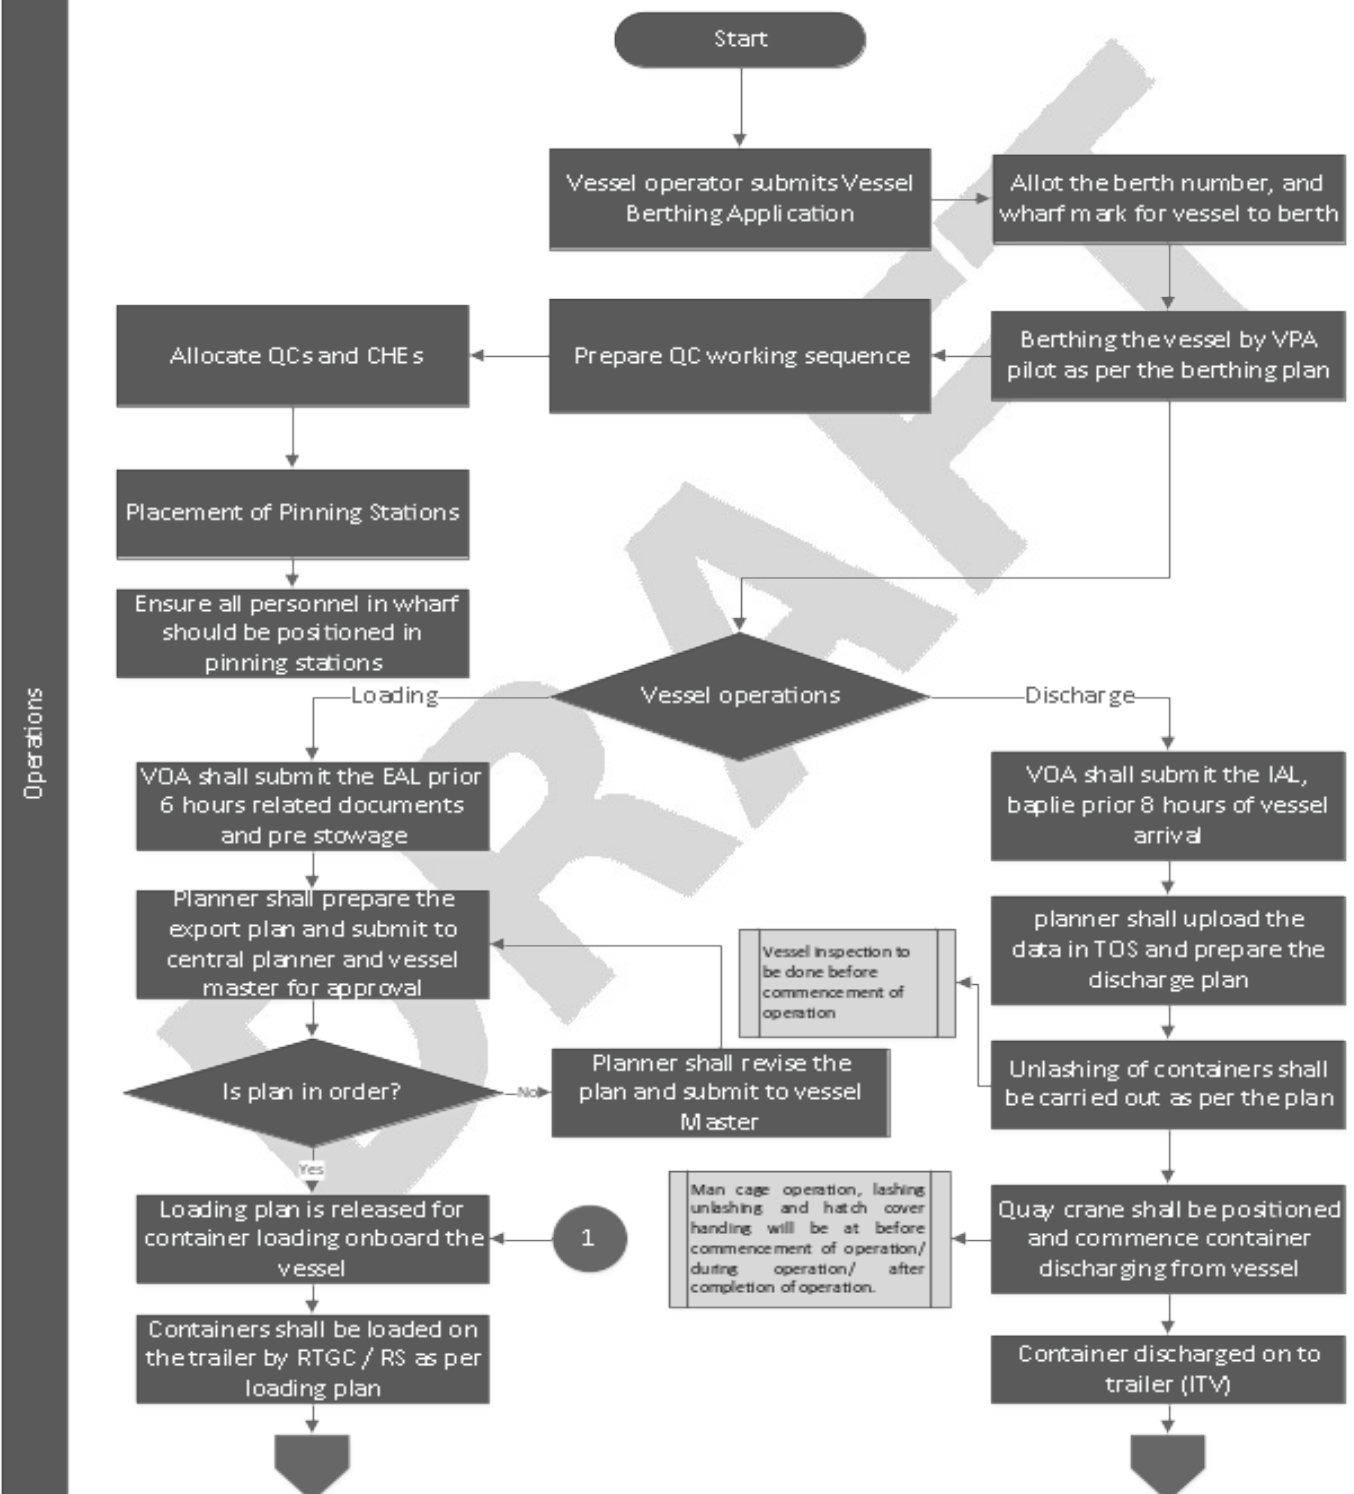 Start
Vessel operator submits Vessel
Berthing Application
Allot the berth number, and
wharf mark for vessel to berth
Berthing the vessel by VPA
pilot as per the berthing plan
Prepare QC working sequence
Allocate QCs and CHEs
Placement of Pinning Stations
Ensure all personnel in wharf
should be positioned in
pinning stations
Operations
Vessel operations
Loading
Discharge
VOA shall submit the EAL prior
6 hours related documents
and pre stowage
Planner shall prepare the
export plan and submit to
central planner and vessel
master for approval
Is plan in order?
No
Planner shall revise the
plan and submit to vessel
Master
Yes
Loading plan is released for
container loading onboard the
vessel
1
Containers shall be loaded on
the trailer by RTGC / RS as per
loading plan
VOA shall submit the IAL,
baplie prior 8 hours of vessel
arrival
planner shall upload the
data in TOS and prepare the
discharge plan
Vessel inspection to
be done before
commencement of
operation
Unlashing of containers shall
be carried out as per the plan
Man cage operation, lashing
unlashing and hatch cover
handing will be at before
commencement of operation/
during operation/ after
completion of operation.
Quay crane shall be positioned
and commence container
discharging from vessel
Container discharged on to
trailer (ITV)
DRAFT